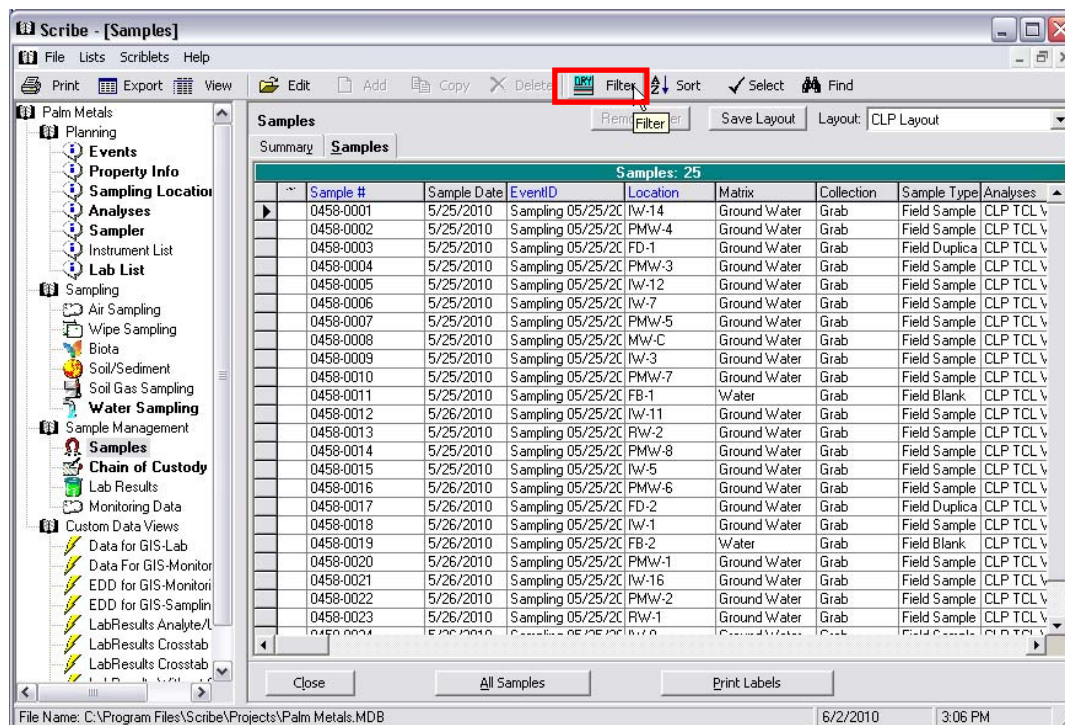 Scribe - [Samples]
File Lists Scriblets Help
Print Export View Edit Add Copy Delete Filter Sort Select Find
Palm Metals
Planning
Events
Property Info
Sampling Location
Analyses
Sampler
Instrument List
Lab List
Sampling
Air Sampling
Wipe Sampling
Biota
Soil/Sediment
Soil Gas Sampling
Water Sampling
Sample Management
Samples
Chain of Custody
Lab Results
Monitoring Data
Custom Data Views
Data for GIS-Lab
Data For GIS-Monitor
EDD for GIS-Monitori
EDD for GIS-Samplin
LabResults Analyte/L
LabResults Crosstab
LabResults Crosstab
Samples Filter Save Layout Layout: CLP Layout
Summary Samples
Samples: 25
Sample # Sample Date EventID Location Matrix Collection Sample Type Analyses
0458-0001 5/25/2010 Sampling 05/25/20 IW-14 Ground Water Grab Field Sample CLP TCL V
0458-0002 5/25/2010 Sampling 05/25/20 PMW-4 Ground Water Grab Field Sample CLP TCL V
0458-0003 5/25/2010 Sampling 05/25/20 FD-1 Ground Water Grab Field Duplica CLP TCL V
0458-0004 5/25/2010 Sampling 05/25/20 PMW-3 Ground Water Grab Field Sample CLP TCL V
0458-0005 5/25/2010 Sampling 05/25/20 IW-12 Ground Water Grab Field Sample CLP TCL V
0458-0006 5/25/2010 Sampling 05/25/20 IW-7 Ground Water Grab Field Sample CLP TCL V
0458-0007 5/25/2010 Sampling 05/25/20 PMW-5 Ground Water Grab Field Sample CLP TCL V
0458-0008 5/25/2010 Sampling 05/25/20 MW-C Ground Water Grab Field Sample CLP TCL V
0458-0009 5/25/2010 Sampling 05/25/20 IW-3 Ground Water Grab Field Sample CLP TCL V
0458-0010 5/25/2010 Sampling 05/25/20 PMW-7 Ground Water Grab Field Sample CLP TCL V
0458-0011 5/25/2010 Sampling 05/25/20 FB-1 Water Grab Field Blank CLP TCL V
0458-0012 5/26/2010 Sampling 05/25/20 IW-11 Ground Water Grab Field Sample CLP TCL V
0458-0013 5/25/2010 Sampling 05/25/20 RW-2 Ground Water Grab Field Sample CLP TCL V
0458-0014 5/25/2010 Sampling 05/25/20 PMW-8 Ground Water Grab Field Sample CLP TCL V
0458-0015 5/25/2010 Sampling 05/25/20 IW-5 Ground Water Grab Field Sample CLP TCL V
0458-0016 5/26/2010 Sampling 05/25/20 PMW-6 Ground Water Grab Field Sample CLP TCL V
0458-0017 5/26/2010 Sampling 05/25/20 FD-2 Ground Water Grab Field Duplica CLP TCL V
0458-0018 5/26/2010 Sampling 05/25/20 IW-1 Ground Water Grab Field Sample CLP TCL V
0458-0019 5/26/2010 Sampling 05/25/20 FB-2 Water Grab Field Blank CLP TCL V
0458-0020 5/26/2010 Sampling 05/25/20 PMW-1 Ground Water Grab Field Sample CLP TCL V
0458-0021 5/26/2010 Sampling 05/25/20 IW-16 Ground Water Grab Field Sample CLP TCL V
0458-0022 5/26/2010 Sampling 05/25/20 PMW-2 Ground Water Grab Field Sample CLP TCL V
0458-0023 5/26/2010 Sampling 05/25/20 RW-1 Ground Water Grab Field Sample CLP TCL V
Close All Samples Print Labels
File Name: C:\Program Files\Scribe\Projects\Palm Metals.MDB 6/2/2010 3:06 PM